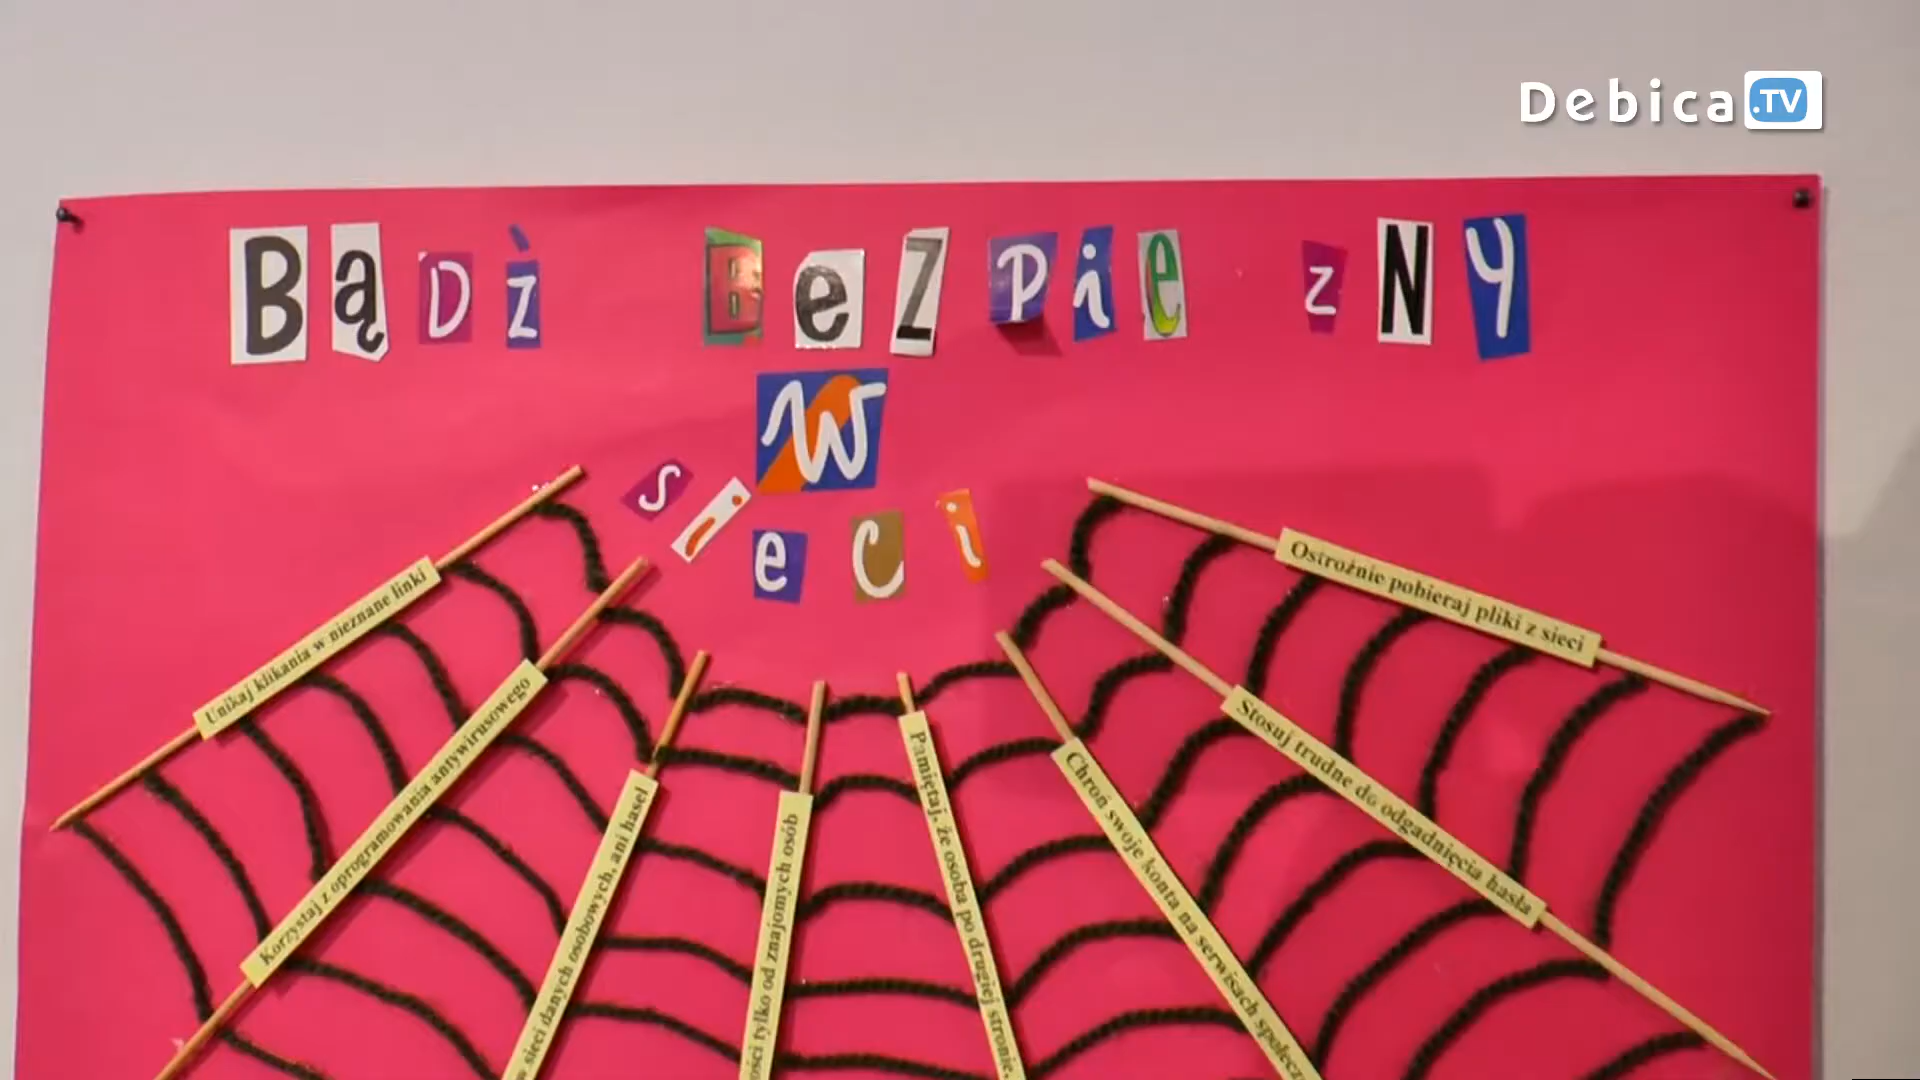 Debica.TV
Bądź BeZPie zNY
W
sieci
Unikaj klikania w nieznane linki
Korzystaj z oprogramowania antywirusowego
sieci danych osobowych, ani haseł
tylko od znajomych osób
Pamiętaj, że osoba po drugiej stronie,
Chroń swoje konta na serwisach
Stosuj trudne do odgadnięcia hasła
Ostrożnie pobieraj pliki z sieci